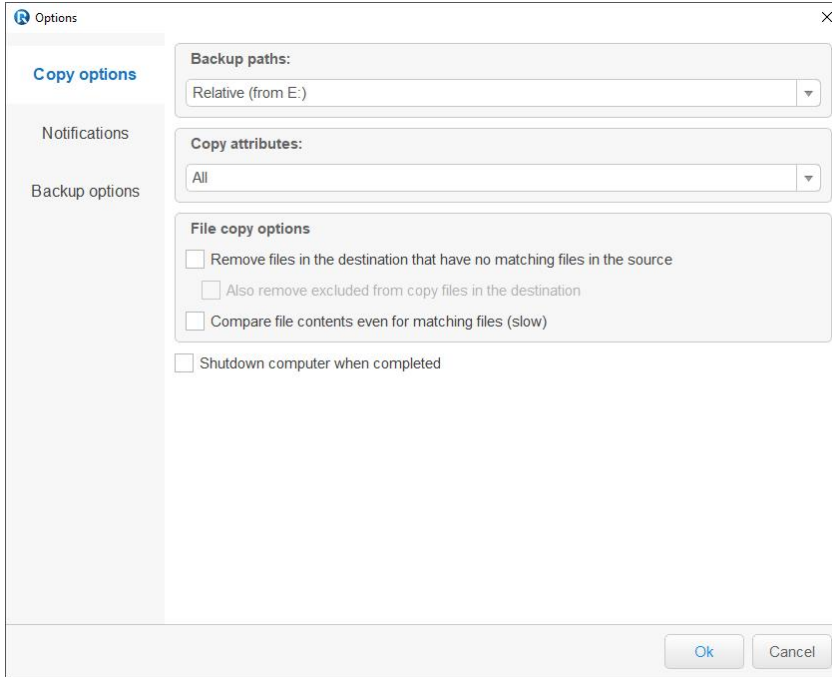 Options
Copy options
Notifications
Backup options
Backup paths:
Relative (from E:)
Copy attributes:
All
File copy options
Remove files in the destination that have no matching files in the source
Also remove excluded from copy files in the destination
Compare file contents even for matching files (slow)
Shutdown computer when completed
Ok
Cancel